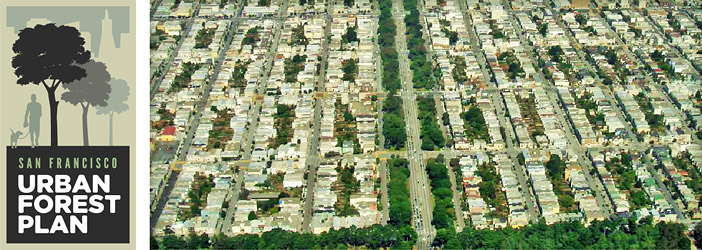 SAN FRANCISCO
URBAN
FOREST
PLAN